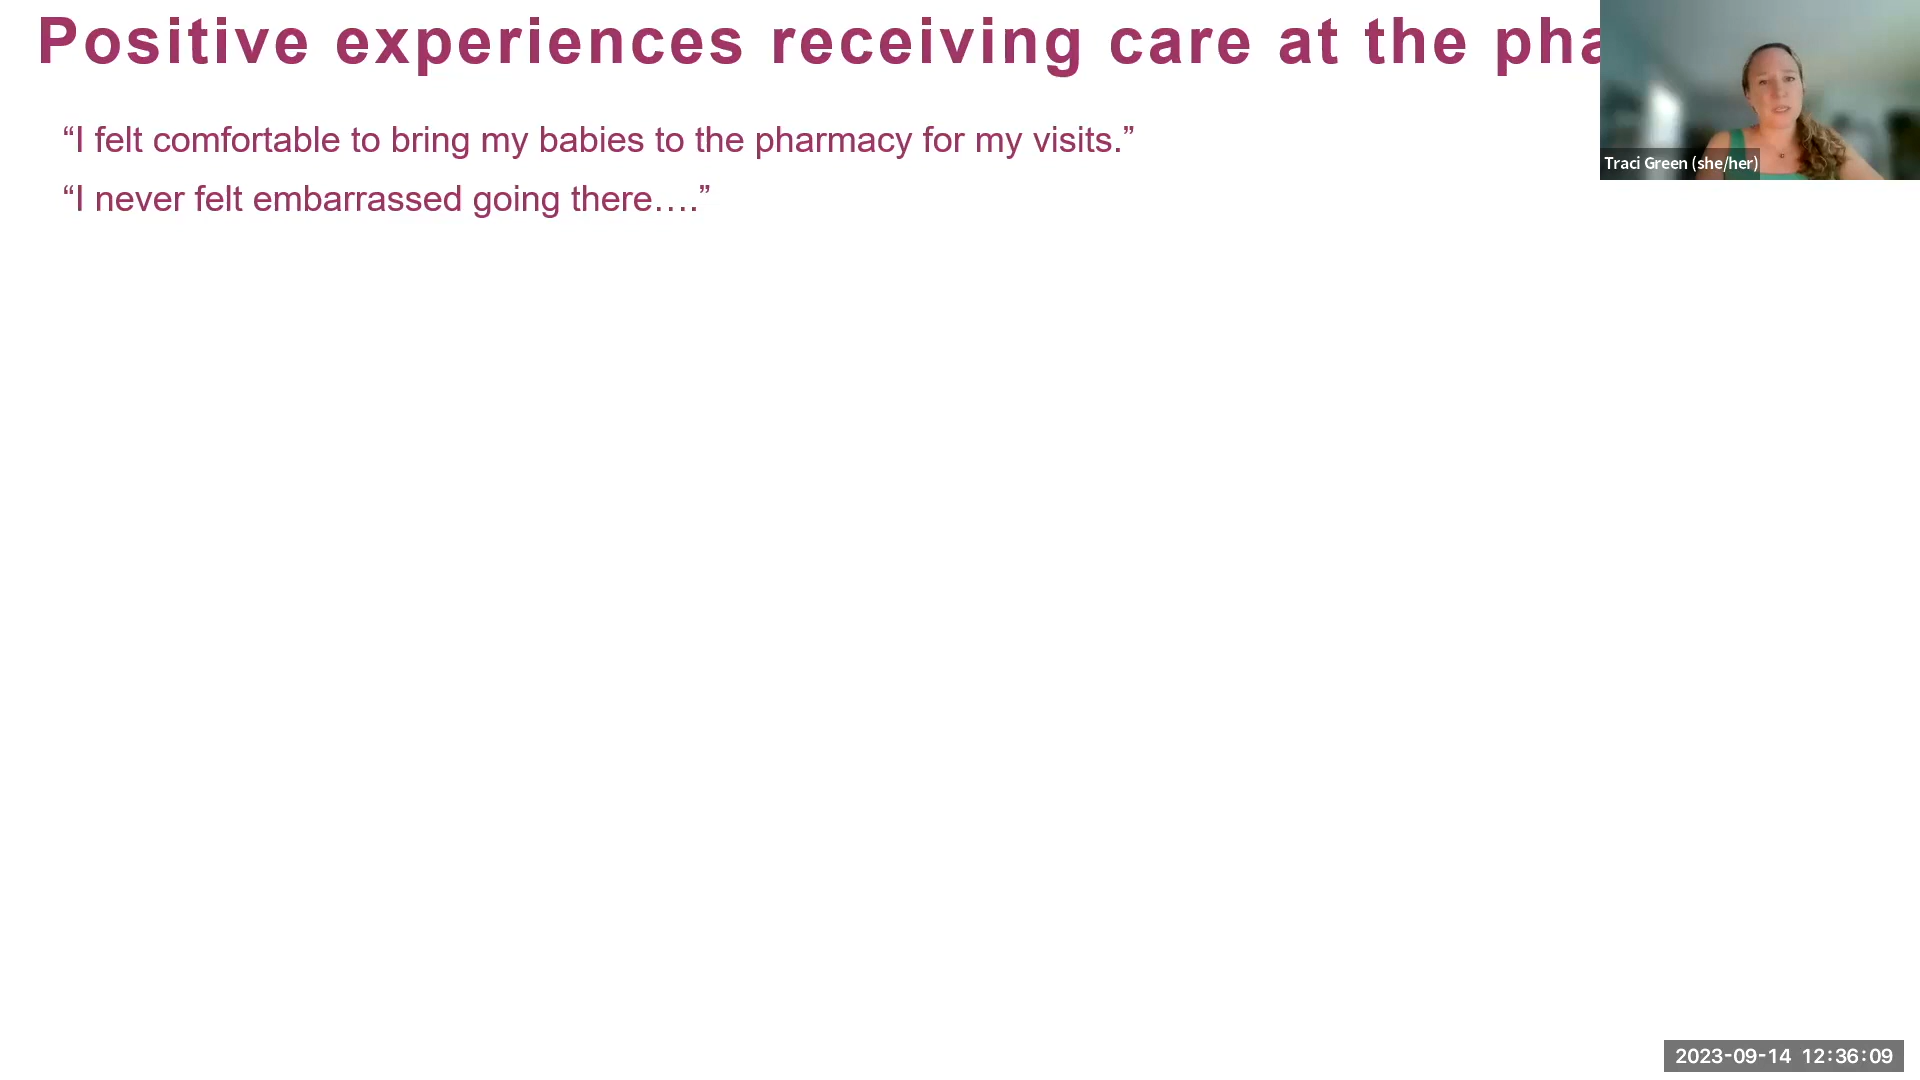 Positive experiences receiving care at the
“I felt comfortable to bring my babies to the pharmacy for my visits.”
“I never felt embarrassed going there….”
Traci Green (she/her)
2023-09-14 12:36:09